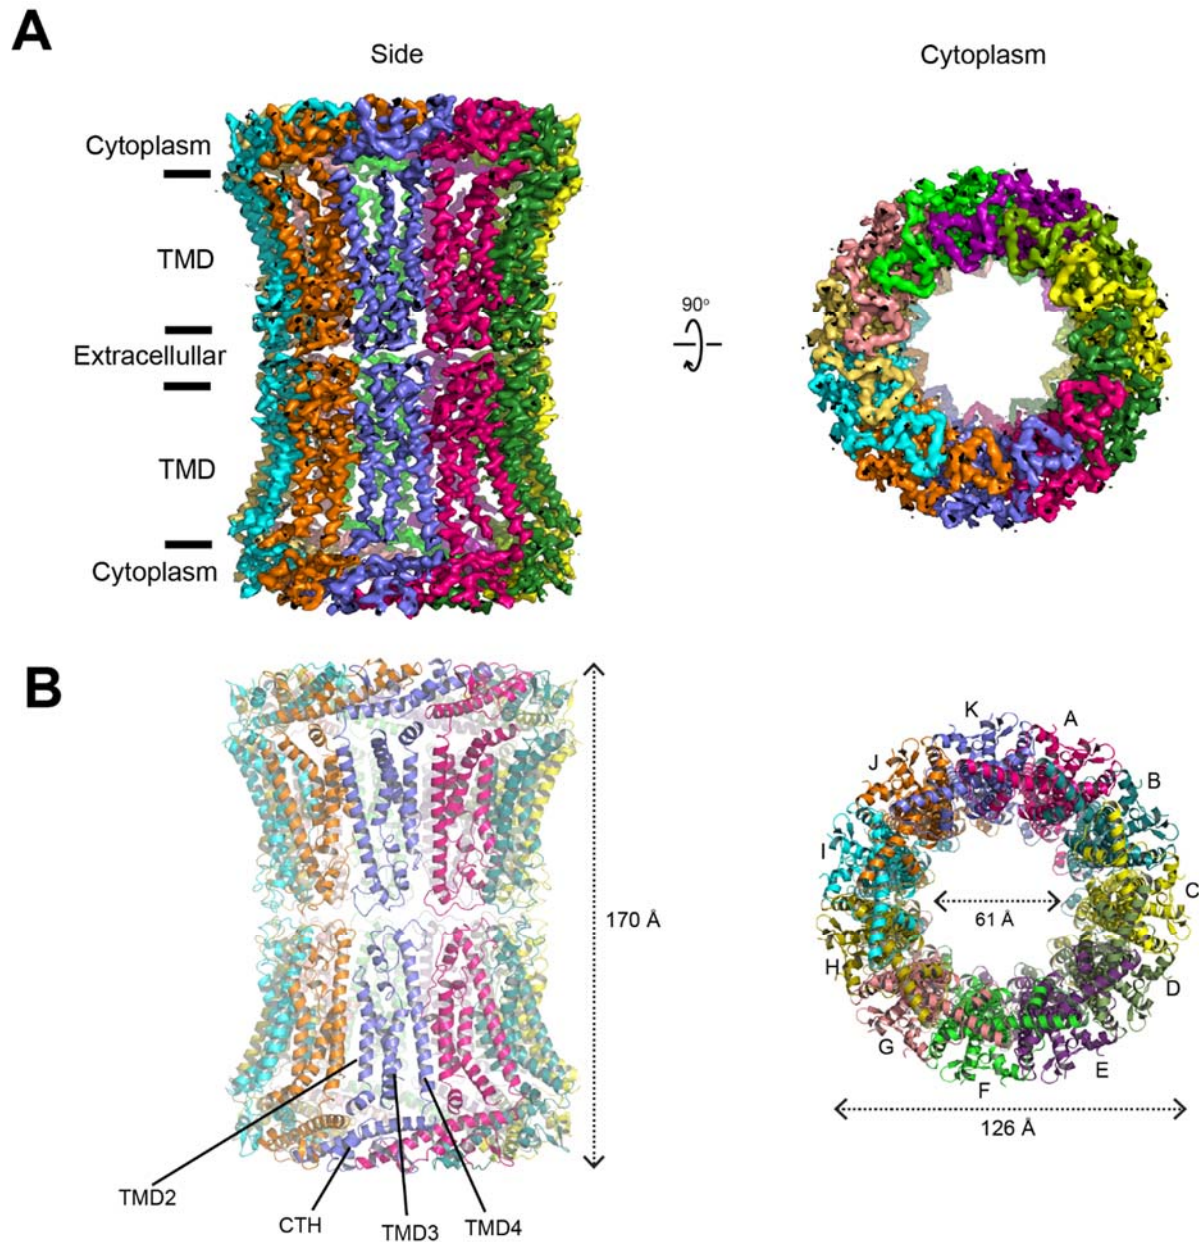 A
Side
Cytoplasm
Cytoplasm
TMD
90°
Extracellullar
TMD
Cytoplasm
B
K
A
J
B
I
C
170 Å
61 Å
H
D
G
E
F
126 Å
TMD2
CTH
TMD3
TMD4